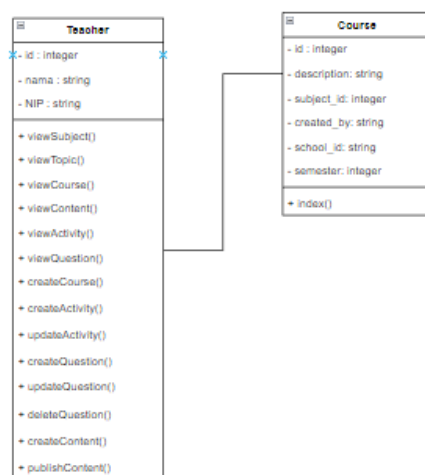 Teacher
- id : integer
- nama : string
- NIP : string
+ viewSubject()
+ viewTopic()
+ viewCourse()
+ viewContent()
+ viewActivity()
+ viewQuestion()
+ createCourse()
+ createActivity()
+ updateActivity()
+ createQuestion()
+ updateQuestion()
+ deleteQuestion()
+ createContent()
+ publishContent()
Course
- id : integer
- description: string
- subject_id: integer
- created_by: string
- school_id: string
- semester: integer
+ index()